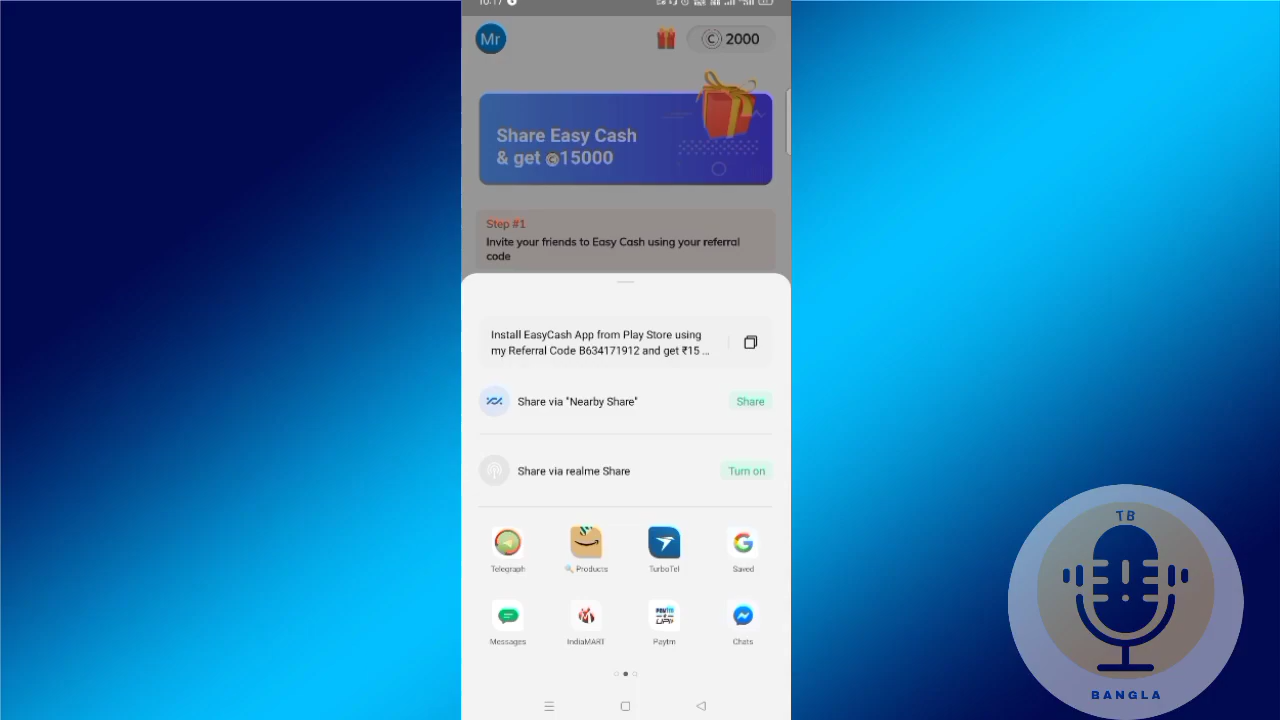 10:17
Mr
2000
Share Easy Cash
& get 15000
Step #1
Invite your friends to Easy Cash using your referral
code
Install EasyCash App from Play Store using
my Referral Code B634171912 and get ₹15 ...
Share via "Nearby Share"
Share
Share via realme Share
Turn on
Telegraph
Products
TurboTel
Saved
Messages
IndiaMART
Paytm
Chats
TB
BANGLA